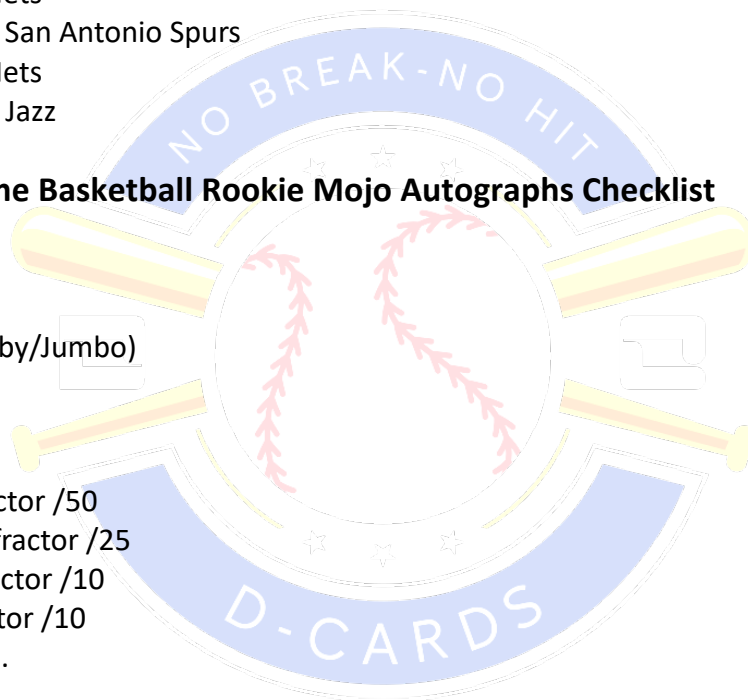 San Antonio Spurs
Jazz
NO BREAK-NO HIT
ne Basketball Rookie Mojo Autographs Checklist
by/Jumbo)
ctor /50
fractor /25
ctor /10
tor /10
.
D-CARDS